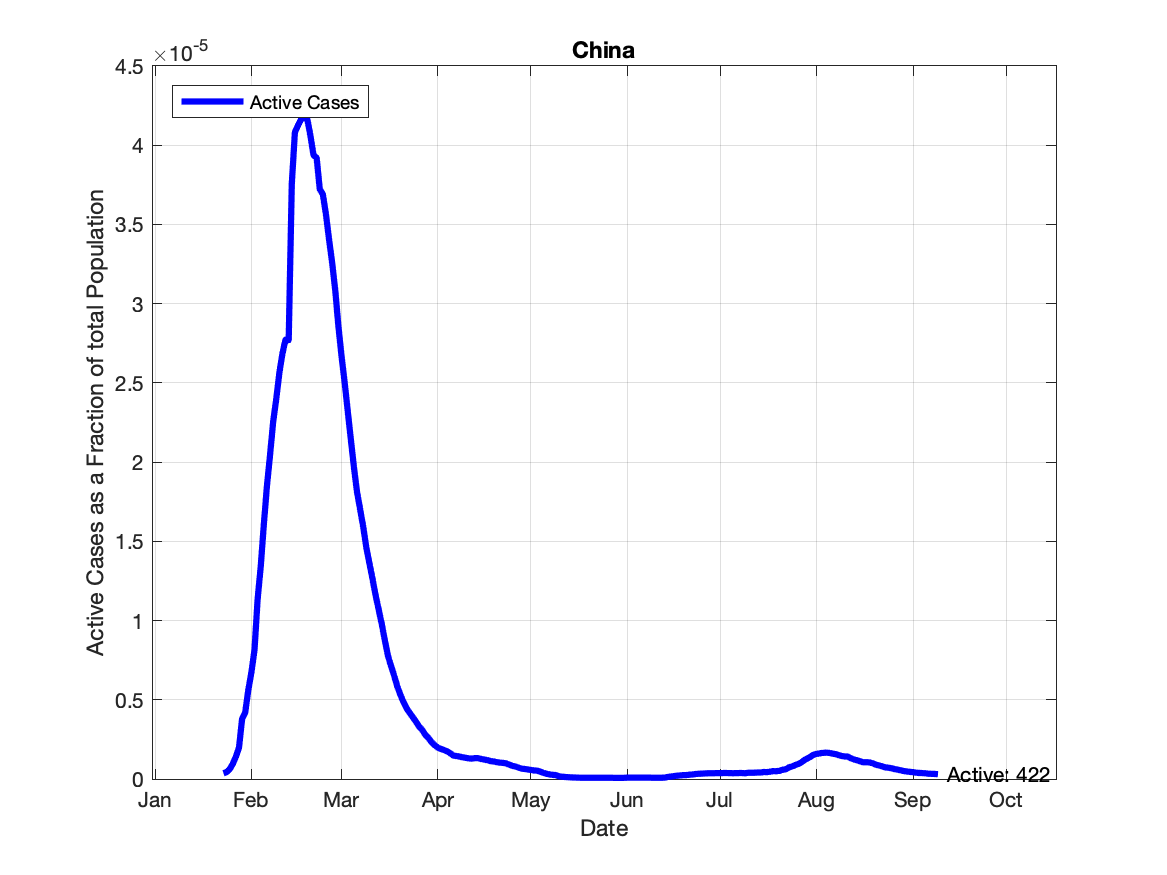 China
×10-5
4.5
4
3.5
3
2.5
2
1.5
1
0.5
0
Active Cases as a Fraction of total Population
Active Cases
Active: 422
Jan Feb Mar Apr May Jun Jul Aug Sep Oct
Date